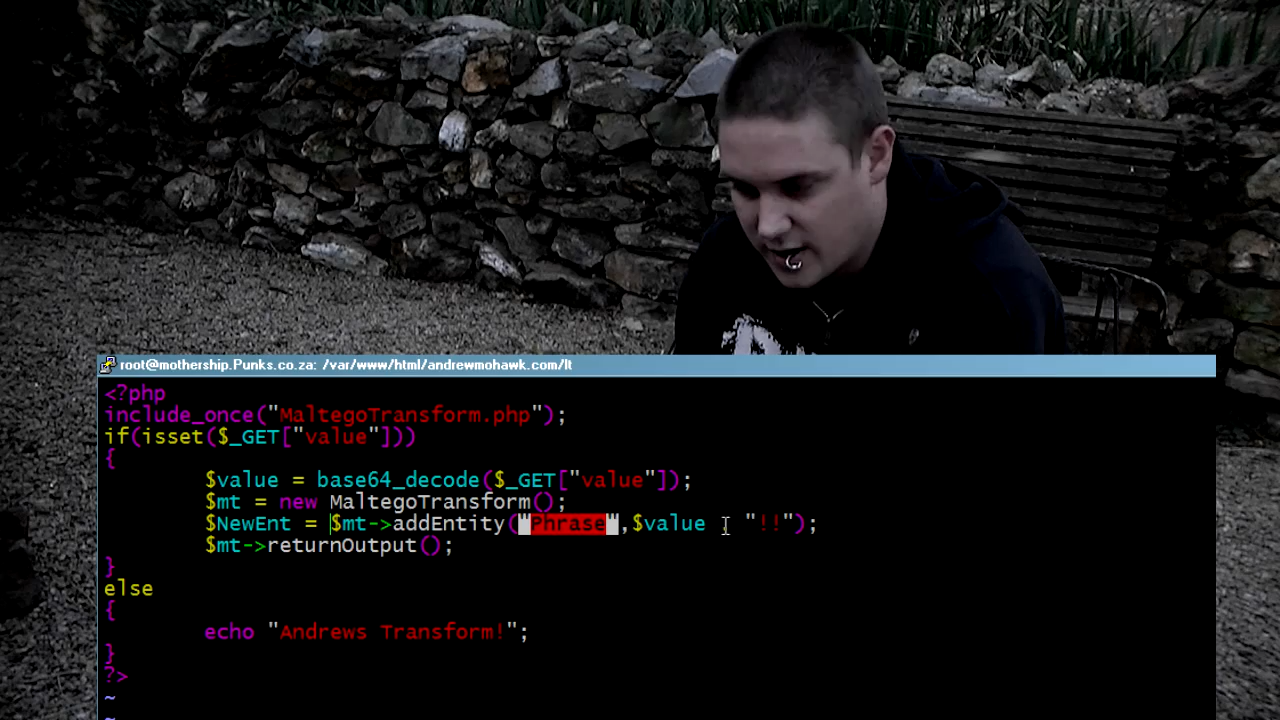 root@mothership.Punks.co.za: /var/www/html/andrewmohawk.com/lt
<?php
include_once("MaltegoTransform.php");
if(isset($_GET["value"]))
{
$value = base64_decode($_GET["value"]);
$mt = new MaltegoTransform();
$NewEnt = $mt->addEntity("Phrase",$value . "!!");
$mt->returnOutput();
}
else
{
echo "Andrews Transform!";
}
?>
~
~